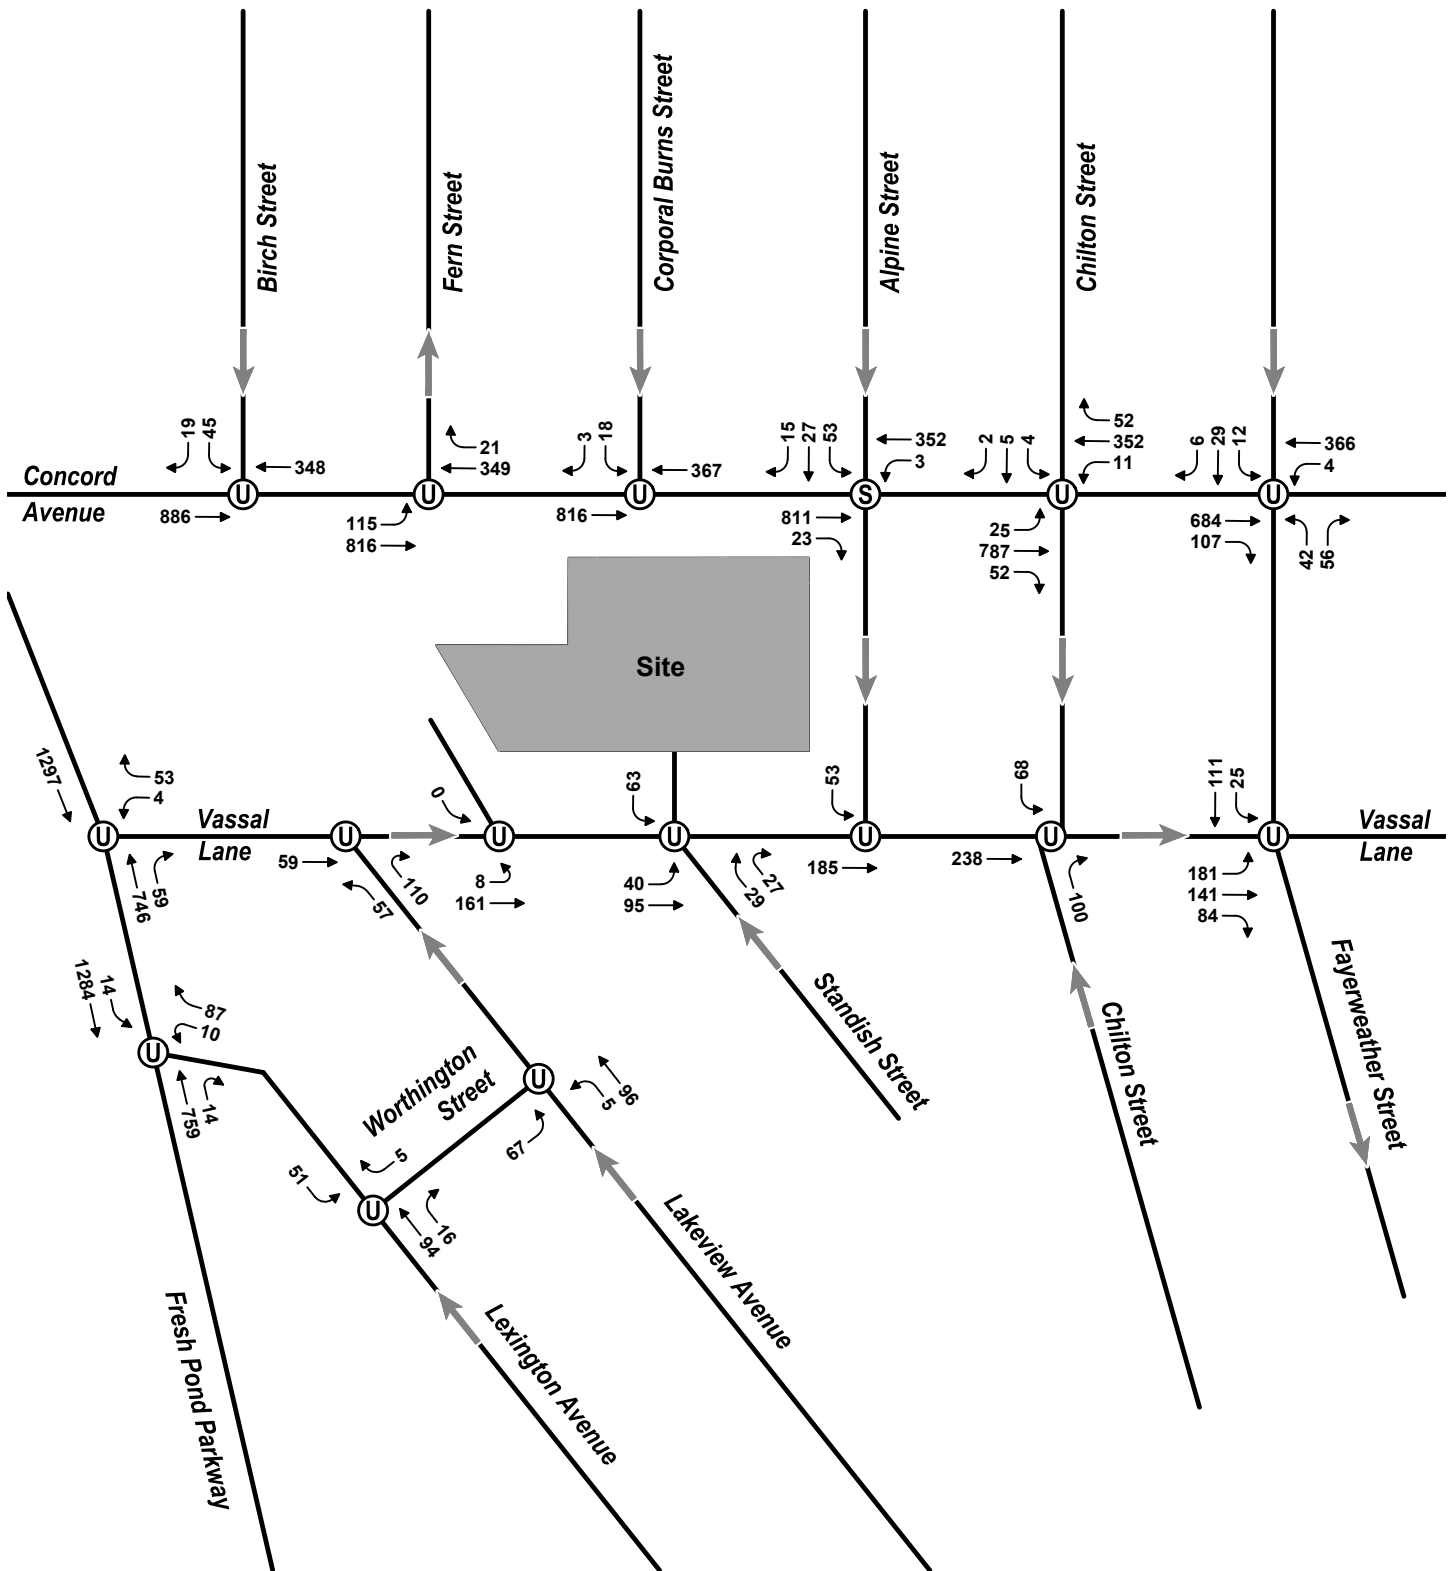 Birch Street
Fern Street
Corporal Burns Street
Alpine Street
Chilton Street
19
45
348
21
349
3
18
367
15
27
53
352
3
2
5
4
52
352
11
6
29
12
366
4
Concord
Avenue
U
U
U
S
U
U
886
115
816
816
811
23
25
787
52
684
107
42
56
Site
1297
53
4
0
63
53
68
111
25
Vassal
Lane
Vassal
Lane
U
U
U
U
U
U
U
746
59
59
57
110
8
161
40
95
29
27
185
238
100
181
141
84
1284
14
87
10
U
759
14
Worthington
Street
U
96
5
67
Standish Street
Chilton Street
Fayerweather Street
51
5
U
94
16
Fresh Pond Parkway
Lexington Avenue
Lakeview Avenue